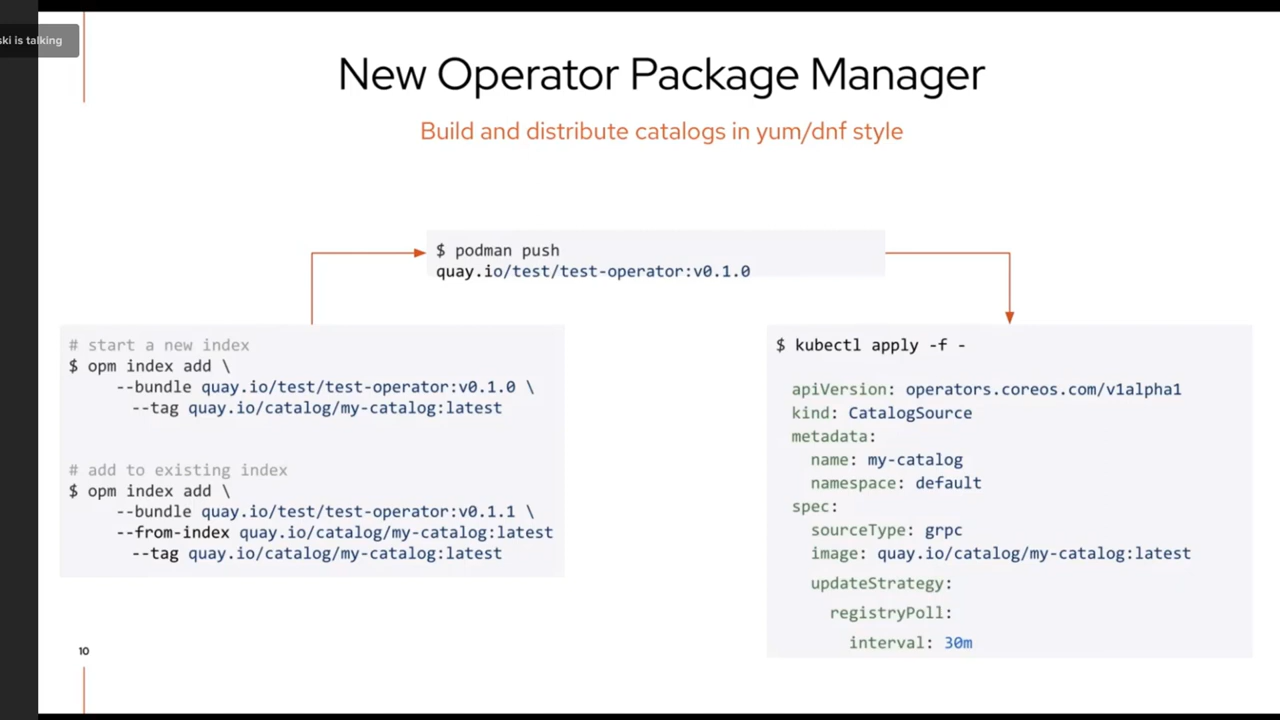 ski is talking
New Operator Package Manager
Build and distribute catalogs in yum/dnf style
$ podman push
quay.io/test/test-operator:v0.1.0
# start a new index
$ opm index add \
--bundle quay.io/test/test-operator:v0.1.0 \
--tag quay.io/catalog/my-catalog:latest
# add to existing index
$ opm index add \
--bundle quay.io/test/test-operator:v0.1.1 \
--from-index quay.io/catalog/my-catalog:latest
--tag quay.io/catalog/my-catalog:latest
$ kubectl apply -f -
apiVersion: operators.coreos.com/v1alpha1
kind: CatalogSource
metadata:
name: my-catalog
namespace: default
spec:
sourceType: grpc
image: quay.io/catalog/my-catalog:latest
updateStrategy:
registryPoll:
interval: 30m
10